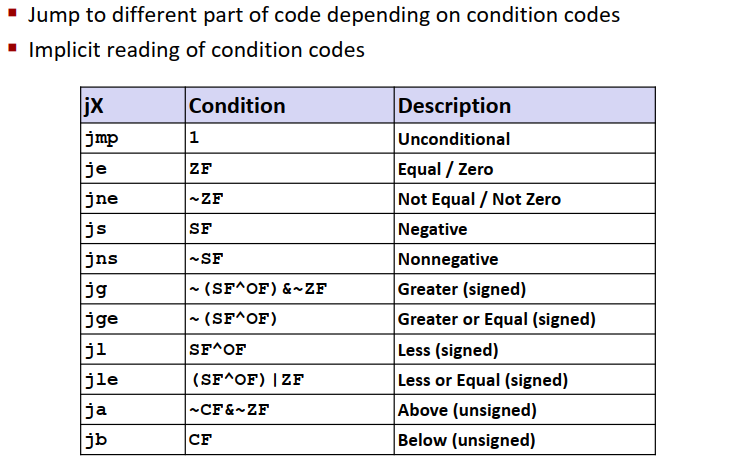 Jump to different part of code depending on condition codes
Implicit reading of condition codes
jX Condition Description
jmp 1 Unconditional
je ZF Equal / Zero
jne ~ZF Not Equal / Not Zero
js SF Negative
jns ~SF Nonnegative
jg ~(SF^OF)&~ZF Greater (signed)
jge ~(SF^OF) Greater or Equal (signed)
jl SF^OF Less (signed)
jle (SF^OF)|ZF Less or Equal (signed)
ja ~CF&~ZF Above (unsigned)
jb CF Below (unsigned)